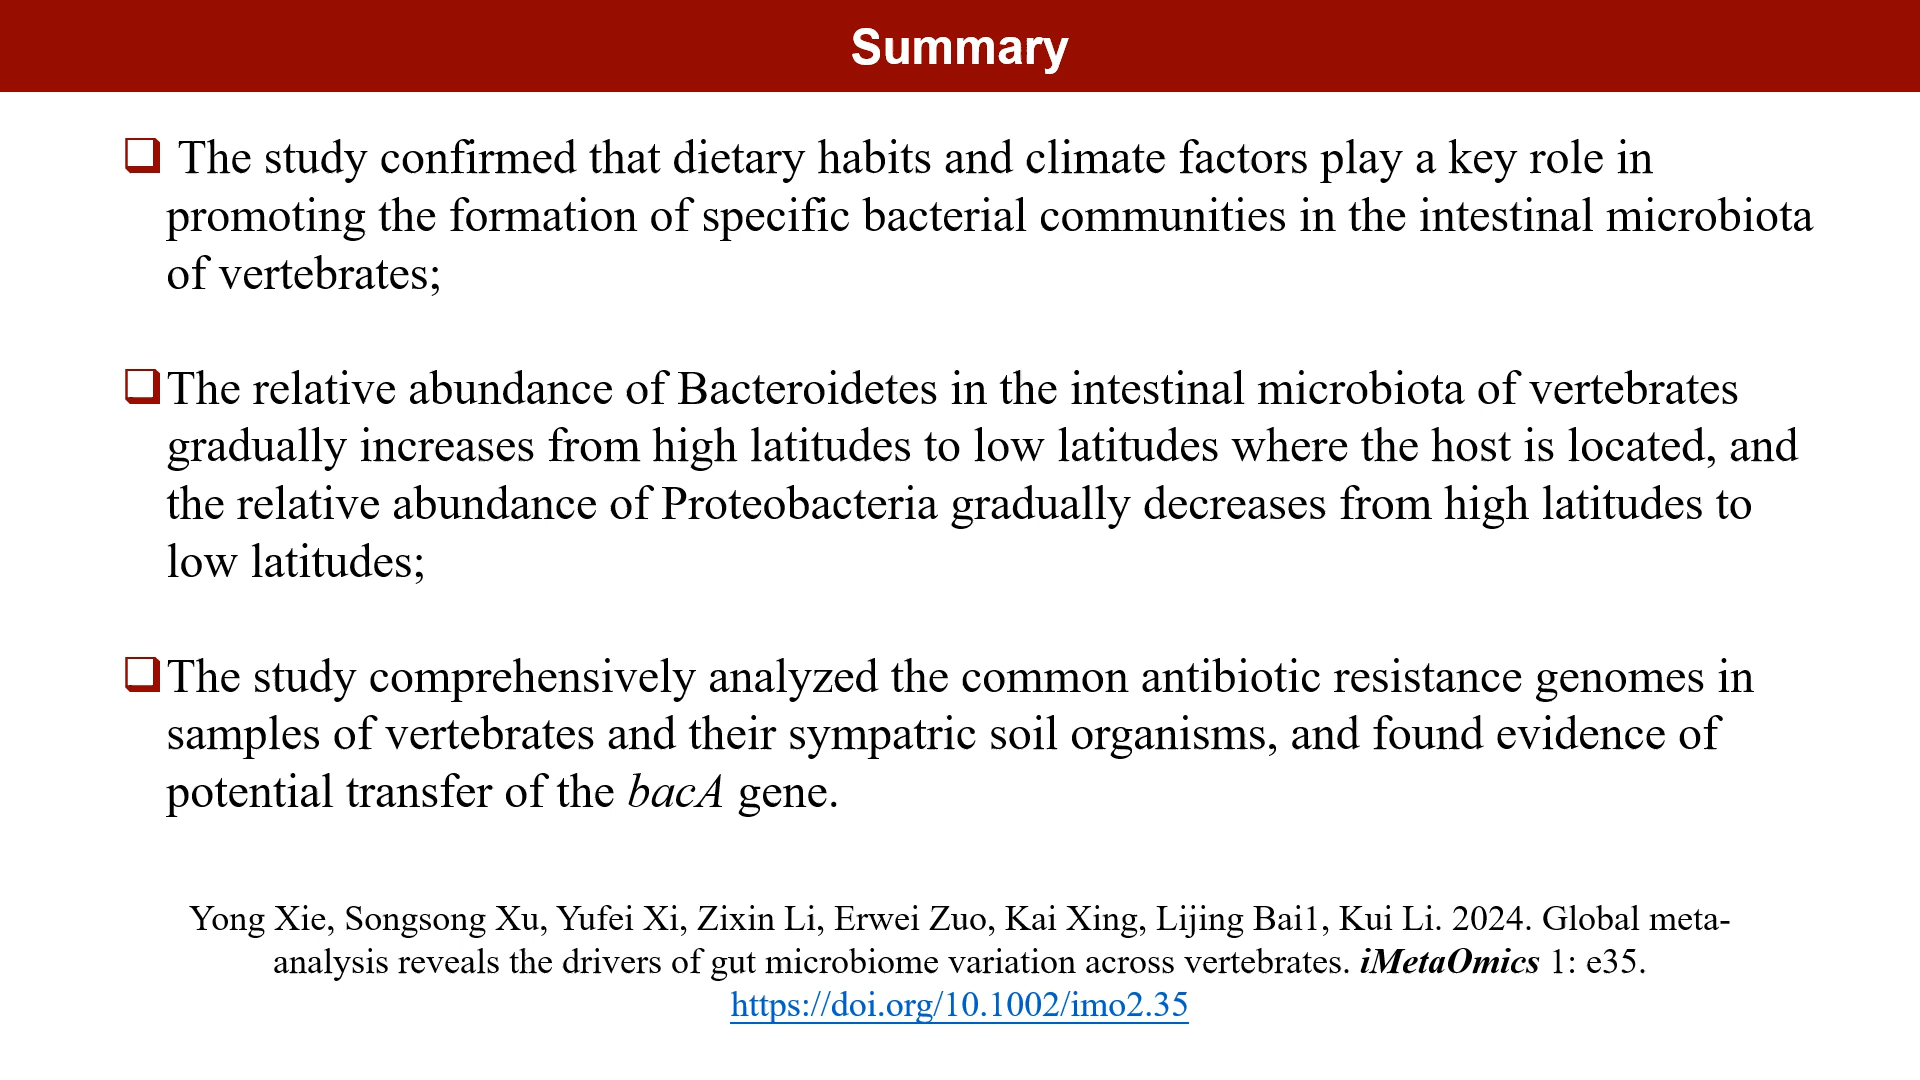 Summary
The study confirmed that dietary habits and climate factors play a key role in
promoting the formation of specific bacterial communities in the intestinal microbiota
of vertebrates;
The relative abundance of Bacteroidetes in the intestinal microbiota of vertebrates
gradually increases from high latitudes to low latitudes where the host is located, and
the relative abundance of Proteobacteria gradually decreases from high latitudes to
low latitudes;
The study comprehensively analyzed the common antibiotic resistance genomes in
samples of vertebrates and their sympatric soil organisms, and found evidence of
potential transfer of the bacA gene.
Yong Xie, Songsong Xu, Yufei Xi, Zixin Li, Erwei Zuo, Kai Xing, Lijing Bai1, Kui Li. 2024. Global meta-
analysis reveals the drivers of gut microbiome variation across vertebrates. iMetaOmics 1: e35.
https://doi.org/10.1002/imo2.35